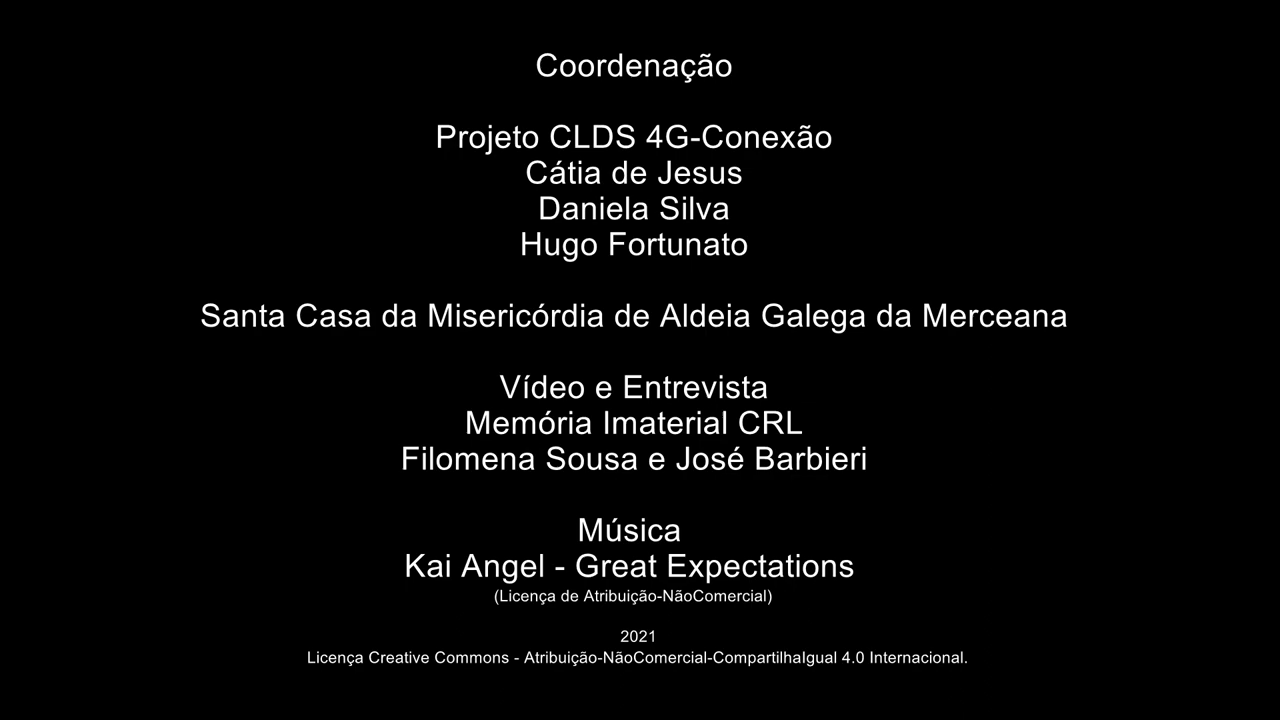 Coordenação
Projeto CLDS 4G-Conexão
Cátia de Jesus
Daniela Silva
Hugo Fortunato
Santa Casa da Misericórdia de Aldeia Galega da Merceana
Vídeo e Entrevista
Memória Imaterial CRL
Filomena Sousa e José Barbieri
Música
Kai Angel - Great Expectations
(Licença de Atribuição-NãoComercial)
2021
Licença Creative Commons - Atribuição-NãoComercial-CompartilhaIgual 4.0 Internacional.